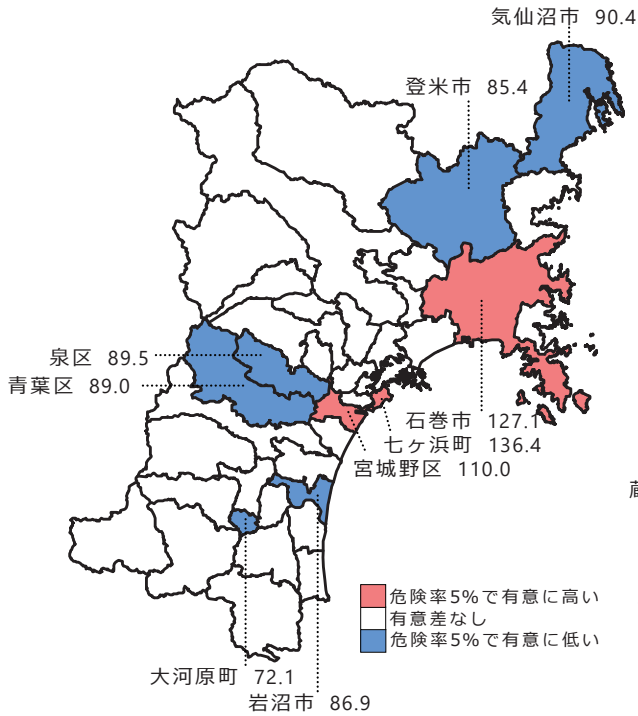 気仙沼市 90.4
登米市 85.4
泉区 89.5
青葉区 89.0
石巻市 127.1
七ヶ浜町 136.4
宮城野区 110.0
蔵
危険率5%で有意に高い
有意差なし
危険率5%で有意に低い
大河原町 72.1
岩沼市 86.9